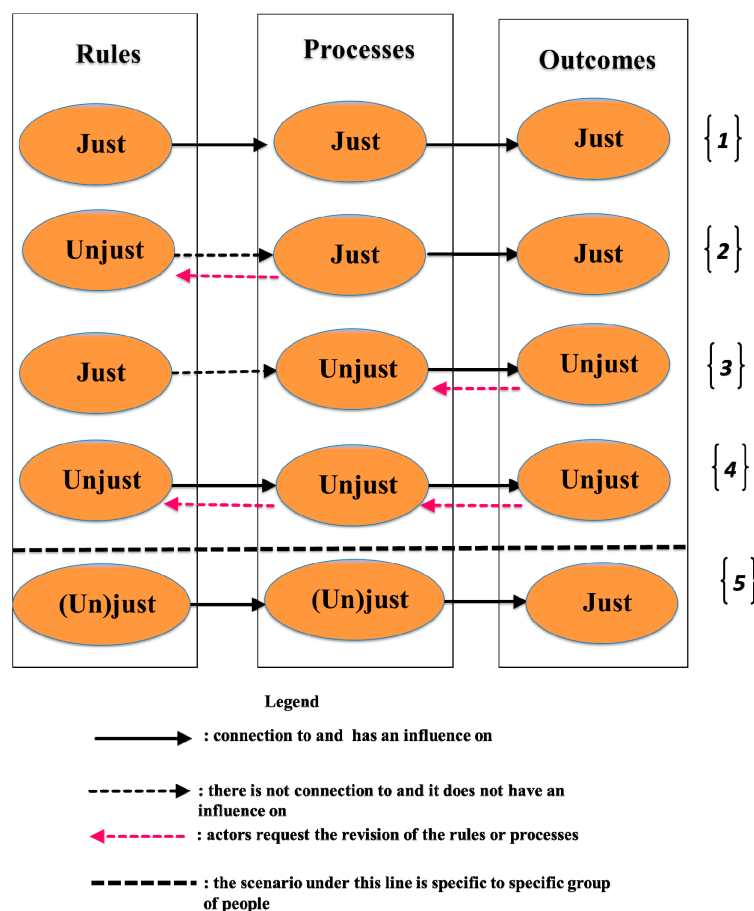 Rules
Processes
Outcomes
Just
Just
Just
{1}
Unjust
Just
Just
{2}
Just
Unjust
Unjust
{3}
Unjust
Unjust
Unjust
{4}
(Un)just
(Un)just
Just
{5}
Legend
: connection to and has an influence on
: there is not connection to and it does not have an
influence on
: actors request the revision of the rules or processes
: the scenario under this line is specific to specific group
of people